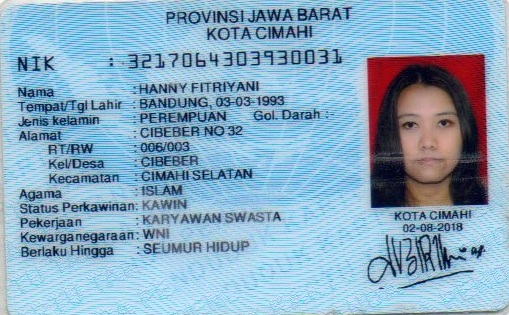 PROVINSI JAWA BARAT
KOTA CIMAHI
NIK : 3217064303930031
Nama : HANNY FITRIYANI
Tempat/Tgl Lahir : BANDUNG, 03-03-1993
Jenis kelamin : PEREMPUAN Gol. Darah :-
Alamat : CIBEBER NO 32
RT/RW : 006/003
Kel/Desa : CIBEBER
Kecamatan : CIMAHI SELATAN
Agama : ISLAM
Status Perkawinan: KAWIN
Pekerjaan : KARYAWAN SWASTA
Kewarganegaraan: WNI
Berlaku Hingga : SEUMUR HIDUP
KOTA CIMAHI
02-08-2018